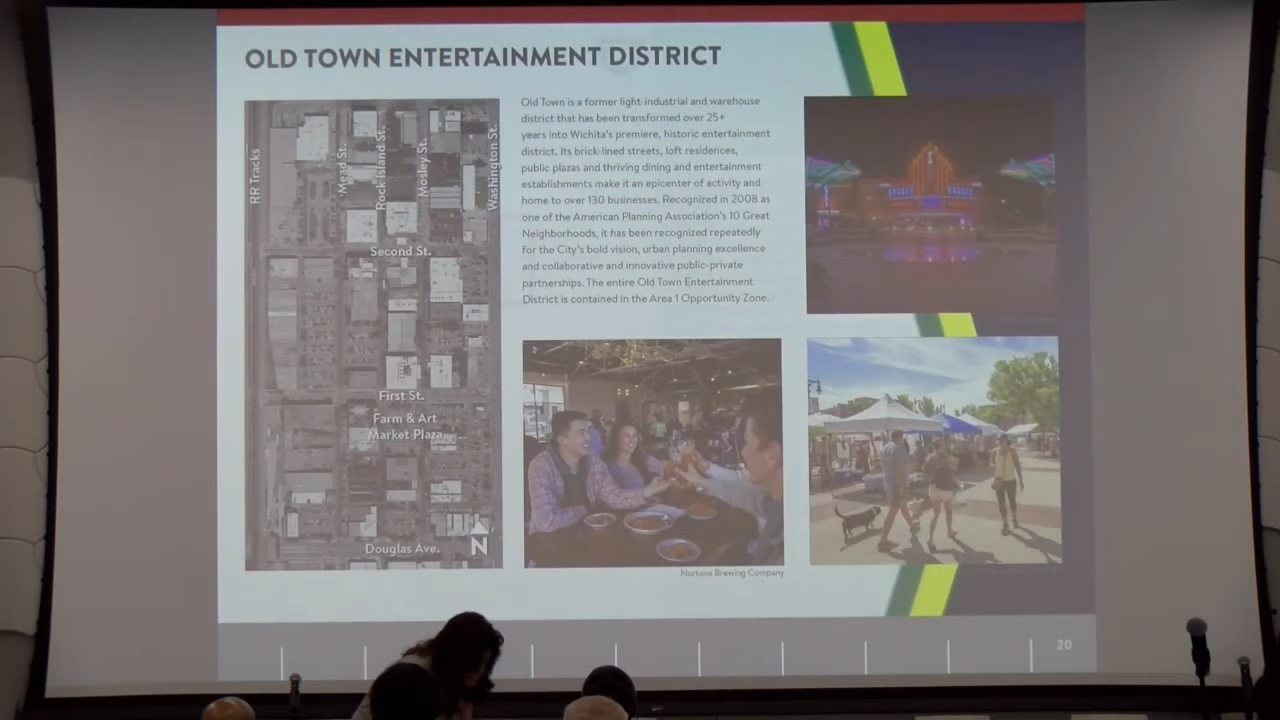 OLD TOWN ENTERTAINMENT DISTRICT
RR Tracks
Mead St.
Rock Island St.
Mosley St.
Washington St.
Second St.
First St.
Farm & Art
Market Plaza
Douglas Ave.
N
Old Town is a former light-industrial and warehouse
district that has been transformed over 25+
years into Wichita's premiere, historic entertainment
district. Its brick-lined streets, loft residences,
public plazas and thriving dining and entertainment
establishments make it an epicenter of activity and
home to over 130 businesses. Recognized in 2008 as
one of the American Planning Association's 10 Great
Neighborhoods, it has been recognized repeatedly
for the City's bold vision, urban planning excellence
and collaborative and innovative public-private
partnerships. The entire Old Town Entertainment
District is contained in the Area 1 Opportunity Zone.
Nortons Brewing Company
20